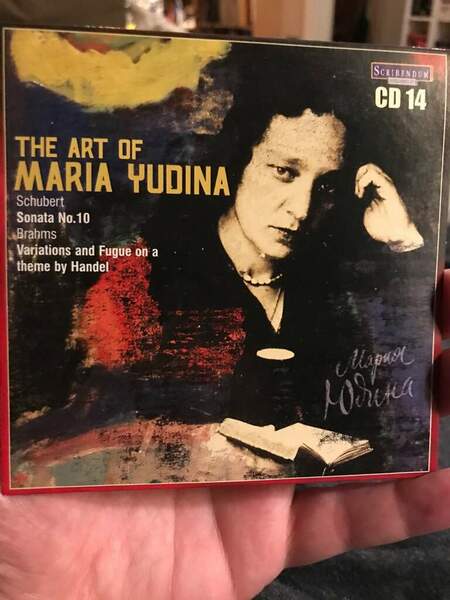 SCRIBENDUM
CD 14
THE ART OF
MARIA YUDINA
Schubert
Sonata No.10
Brahms
Variations and Fugue on a
theme by Handel
Мария
Юдина